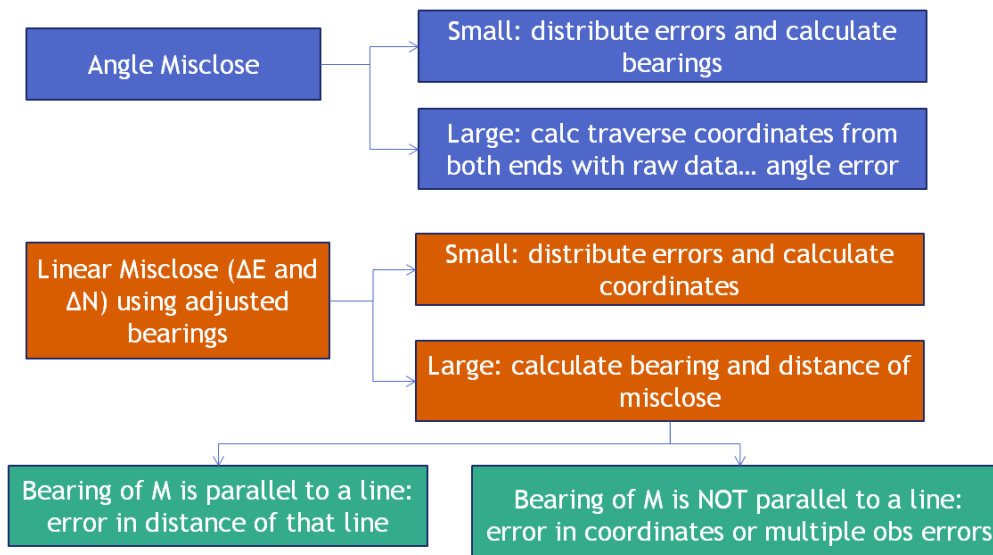 Small: distribute errors and calculate
bearings
Angle Misclose
Large: calc traverse coordinates from
both ends with raw data… angle error
Small: distribute errors and calculate
coordinates
Linear Misclose (ΔE and
ΔN) using adjusted
bearings
Large: calculate bearing and distance of
misclose
Bearing of M is parallel to a line:
error in distance of that line
Bearing of M is NOT parallel to a line:
error in coordinates or multiple obs errors